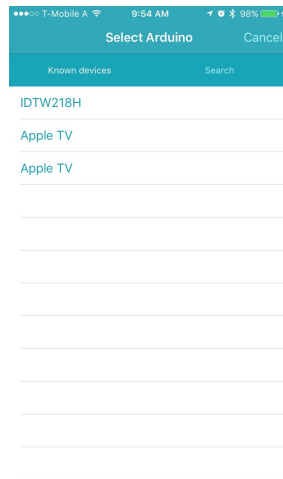 T-Mobile A 9:54 AM 98%
Select Arduino Cancel
Known devices Search
IDTW218H
Apple TV
Apple TV